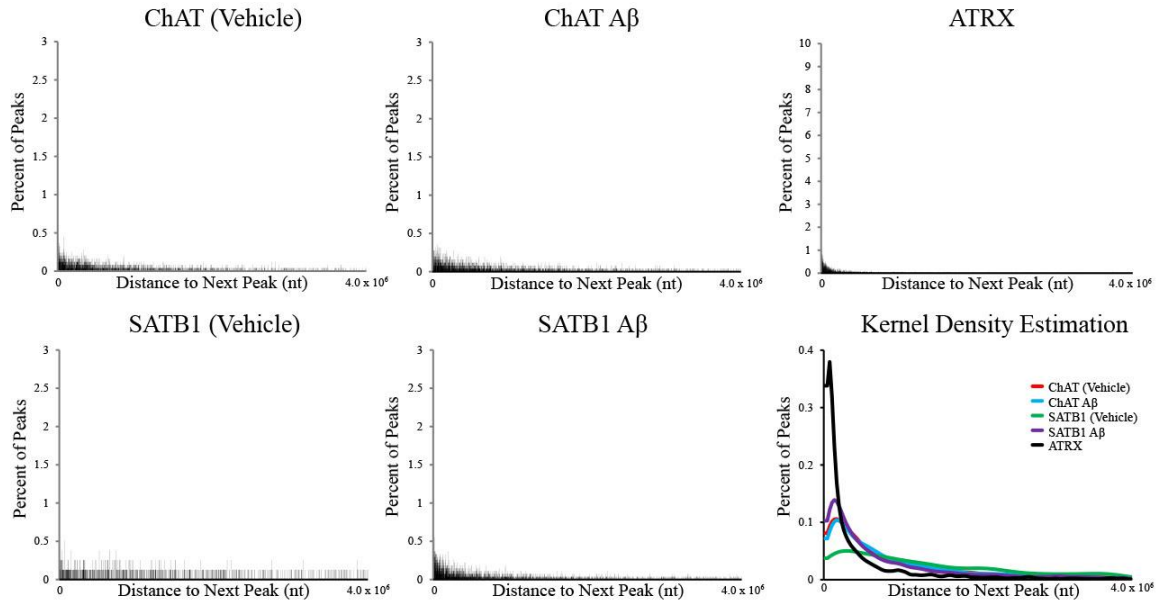 ChAT (Vehicle)
Percent of Peaks
3
2.5
2
1.5
1
0.5
0
0
Distance to Next Peak (nt)
4.0 x 10⁶
ChAT Aβ
Percent of Peaks
3
2.5
2
1.5
1
0.5
0
0
Distance to Next Peak (nt)
4.0 x 10⁶
ATRX
Percent of Peaks
10
9
8
7
6
5
4
3
2
1
0
0
Distance to Next Peak (nt)
4.0 x 10⁶
SATB1 (Vehicle)
Percent of Peaks
3
2.5
2
1.5
1
0.5
0
0
Distance to Next Peak (nt)
4.0 x 10⁶
SATB1 Aβ
Percent of Peaks
3
2.5
2
1.5
1
0.5
0
0
Distance to Next Peak (nt)
4.0 x 10⁶
Kernel Density Estimation
Percent of Peaks
0.4
0.3
0.2
0.1
0
ChAT (Vehicle)
ChAT Aβ
SATB1 (Vehicle)
SATB1 Aβ
ATRX
0
Distance to Next Peak (nt)
4.0 x 10⁶